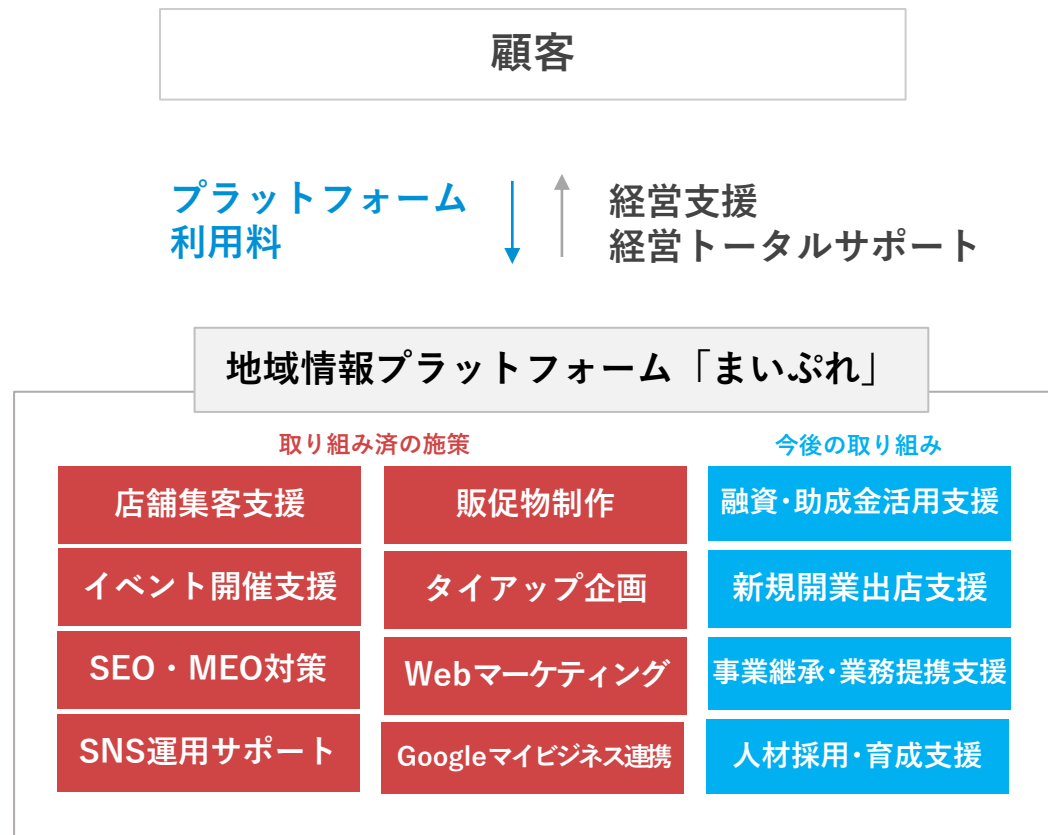 顧客
プラットフォーム
利用料
経営支援
経営トータルサポート
地域情報プラットフォーム「まいぷれ」
取り組み済の施策
今後の取り組み
店舗集客支援
販促物制作
融資･助成金活用支援
イベント開催支援
タイアップ企画
新規開業出店支援
SEO・MEO対策
Webマーケティング
事業継承･業務提携支援
SNS運用サポート
Googleマイビジネス連携
人材採用･育成支援